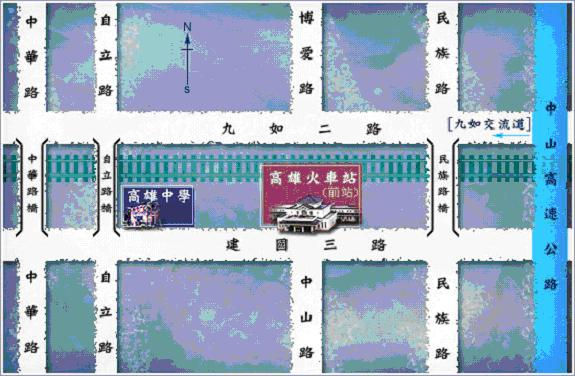 中華路
自立路
N
S
博愛路
民族路
九如二路
[九如交流道]
中山高速公路
中華路橋
自立路橋
高雄中學
高雄火車站
(前站)
民族路橋
建國三路
中華路
自立路
中山路
民族路